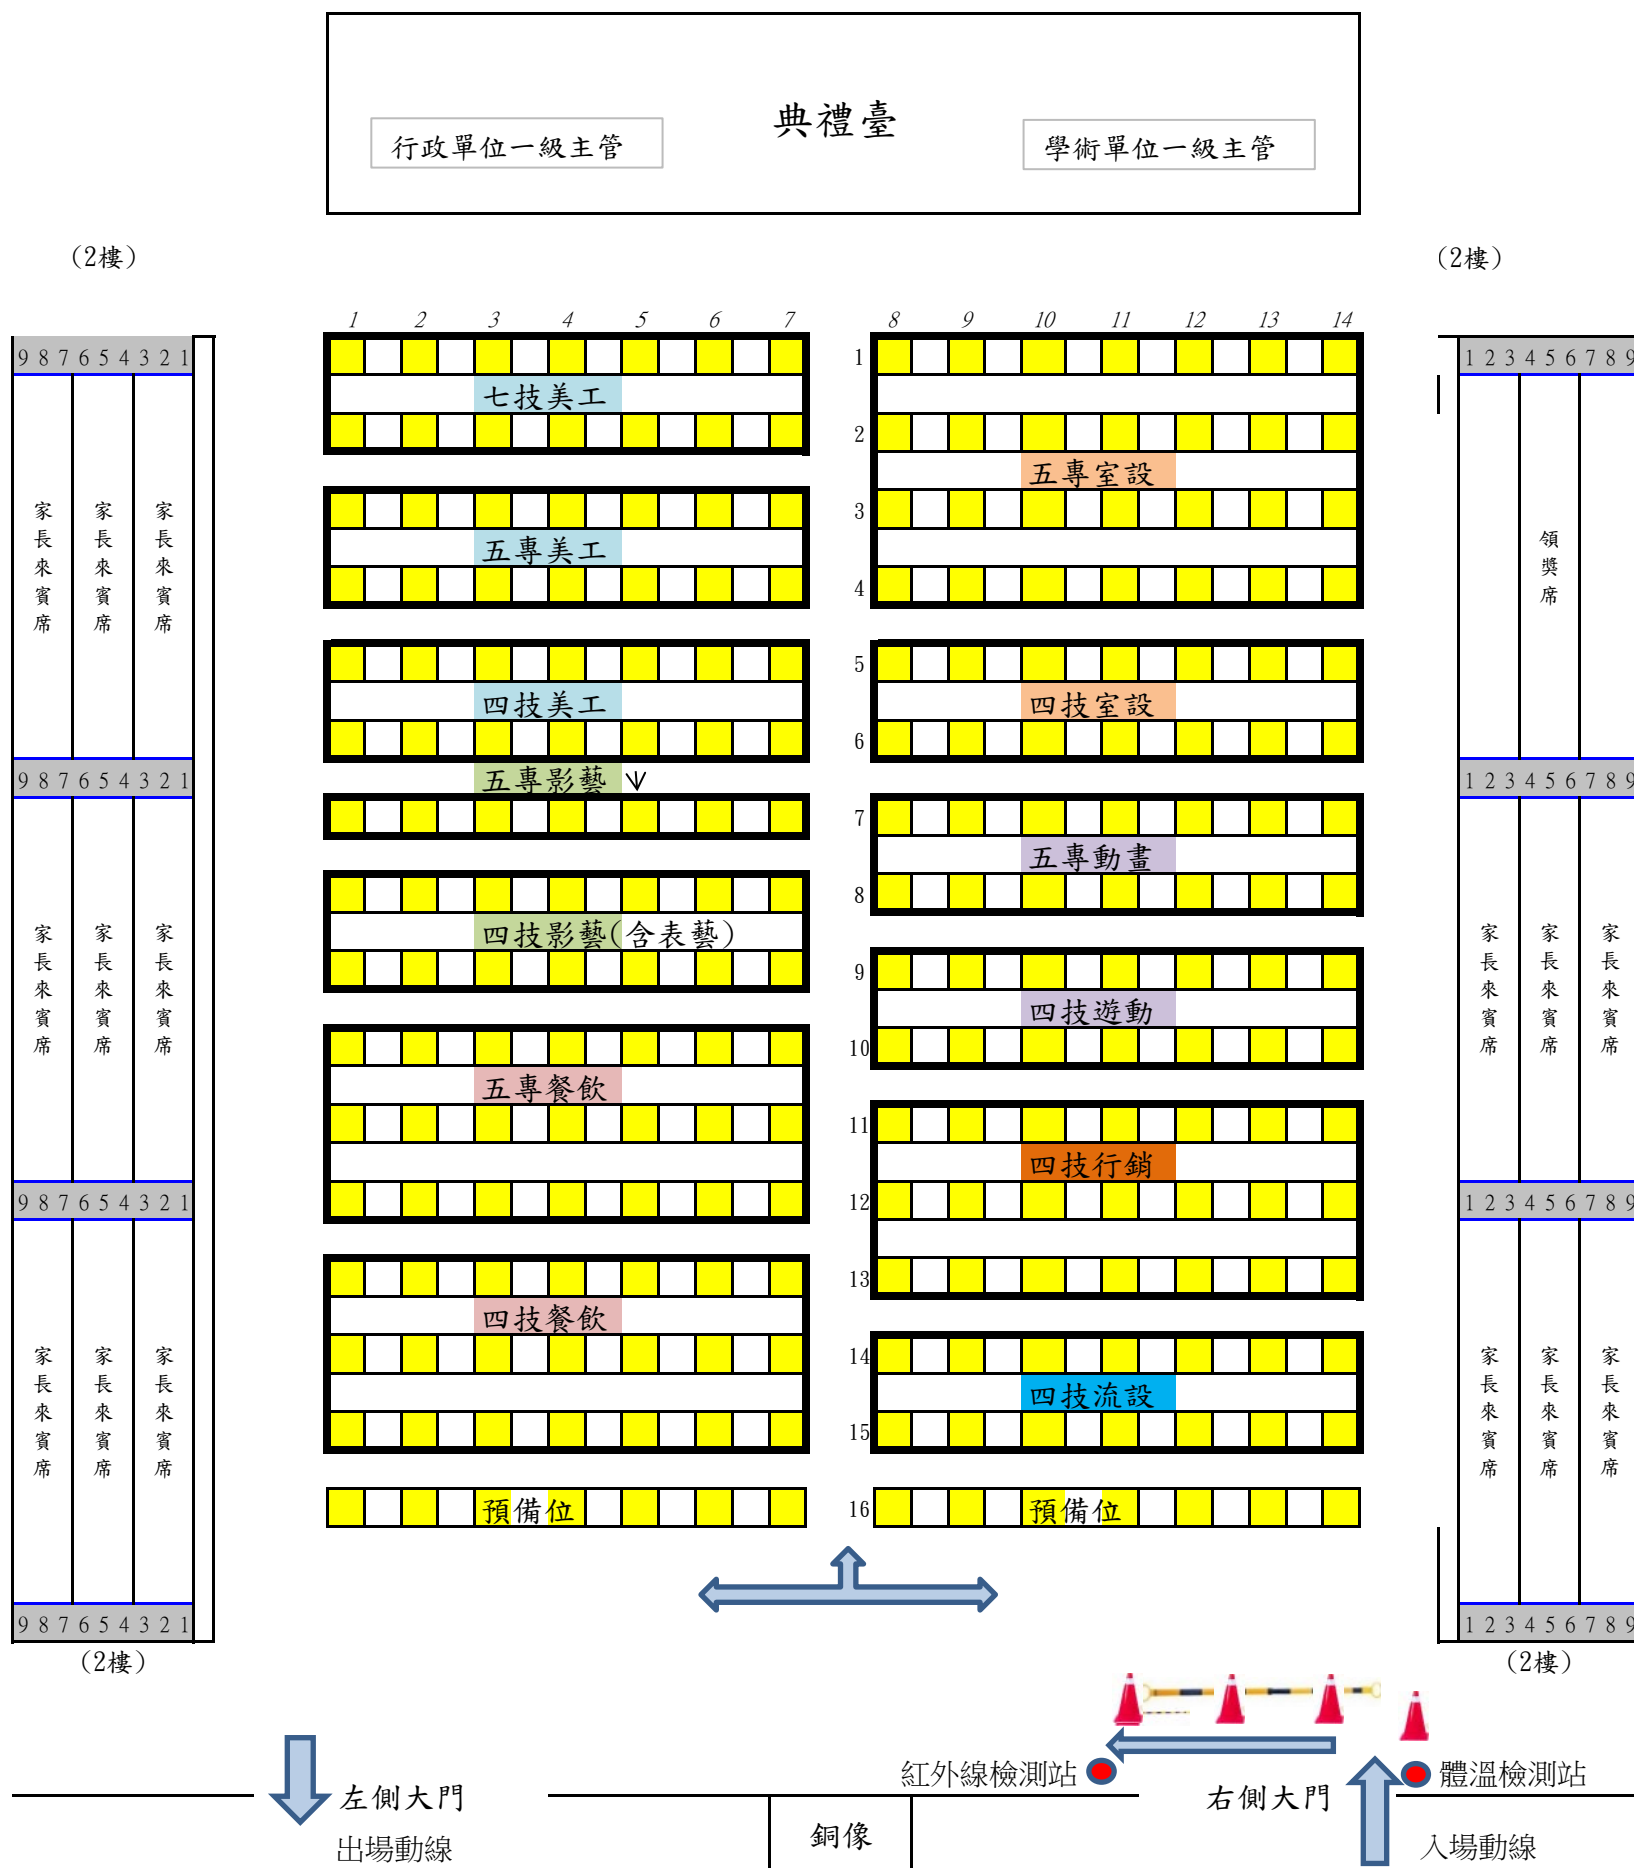 典禮臺
行政單位一級主管
學術單位一級主管
(2樓)
(2樓)
1 2 3 4 5 6 7
8 9 10 11 12 13 14
9 8 7 6 5 4 3 2 1
1
1 2 3 4 5 6 7 8 9
七技美工
2
五專室設
家長來賓席
家長來賓席
家長來賓席
3
領獎席
五專美工
4
5
四技美工
四技室設
6
9 8 7 6 5 4 3 2 1
五專影藝
1 2 3 4 5 6 7 8 9
7
五專動畫
8
四技影藝(含表藝)
家長來賓席
家長來賓席
家長來賓席
9
家長來賓席
家長來賓席
家長來賓席
四技遊動
10
五專餐飲
11
四技行銷
9 8 7 6 5 4 3 2 1
12
1 2 3 4 5 6 7 8 9
13
四技餐飲
14
家長來賓席
家長來賓席
家長來賓席
四技流設
家長來賓席
家長來賓席
家長來賓席
15
預備位
16
預備位
9 8 7 6 5 4 3 2 1
1 2 3 4 5 6 7 8 9
(2樓)
(2樓)
紅外線檢測站
體溫檢測站
左側大門
右側大門
出場動線
銅像
入場動線